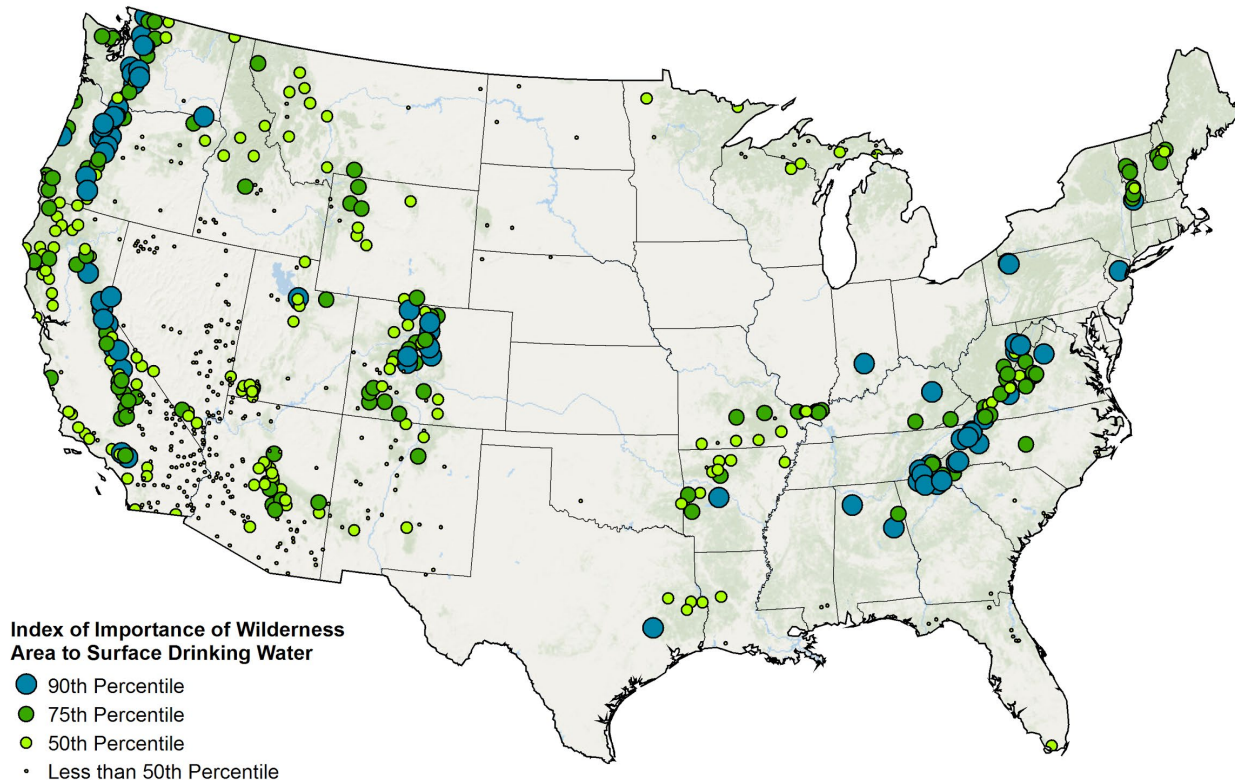 Index of Importance of Wilderness
Area to Surface Drinking Water
90th Percentile
75th Percentile
50th Percentile
Less than 50th Percentile